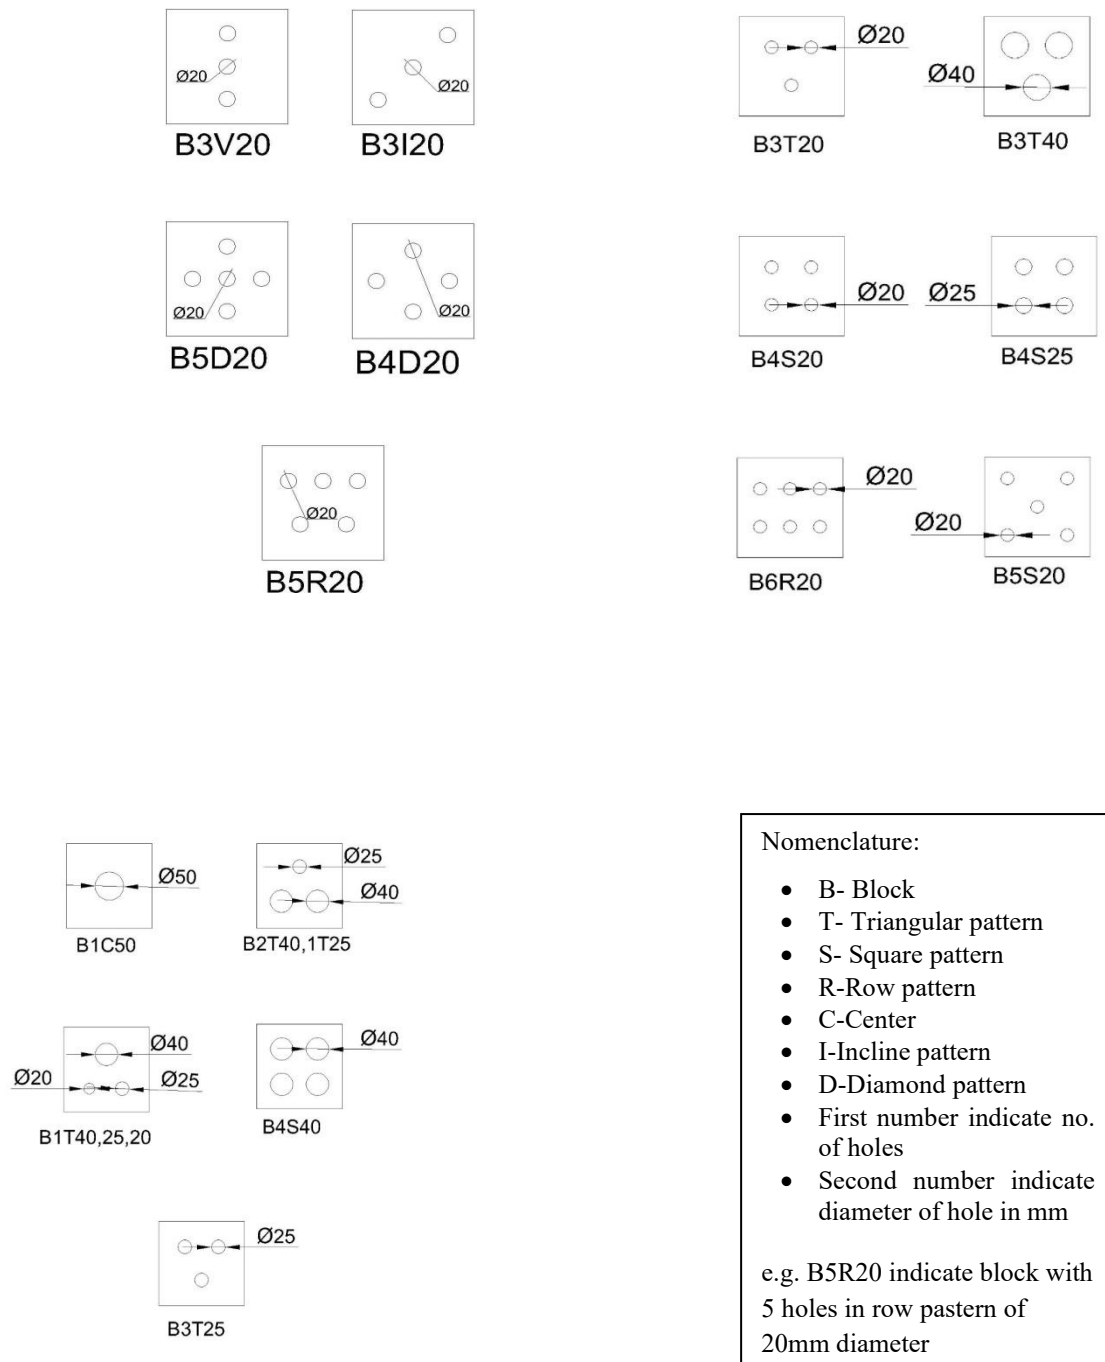 Ø20
Ø20
B3V20
B3I20
Ø20
Ø40
B3T20
B3T40
Ø20
Ø20
B5D20
B4D20
Ø20
Ø25
B4S20
B4S25
Ø20
B5R20
Ø20
Ø20
B6R20
B5S20
Ø50
Ø25
Ø40
B1C50
B2T40,1T25
Ø40
Ø20
Ø25
Ø40
B1T40,25,20
B4S40
Ø25
B3T25
Nomenclature:
• B- Block
• T- Triangular pattern
• S- Square pattern
• R-Row pattern
• C-Center
• I-Incline pattern
• D-Diamond pattern
• First number indicate no.
of holes
• Second number indicate
diameter of hole in mm
e.g. B5R20 indicate block with
5 holes in row pastern of
20mm diameter